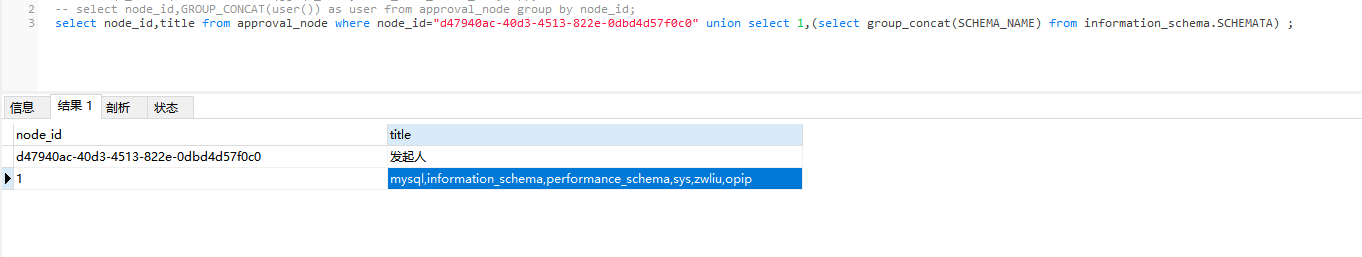 2 -- select node_id,GROUP_CONCAT(user()) as user from approval_node group by node_id;
3 select node_id,title from approval_node where node_id="d47940ac-40d3-4513-822e-0dbd4d57f0c0" union select 1,(select group_concat(SCHEMA_NAME) from information_schema.SCHEMATA) ;
信息 结果 1 剖析 状态
node_id title
d47940ac-40d3-4513-822e-0dbd4d57f0c0 发起人
1 mysql,information_schema,performance_schema,sys,zwliu,opip